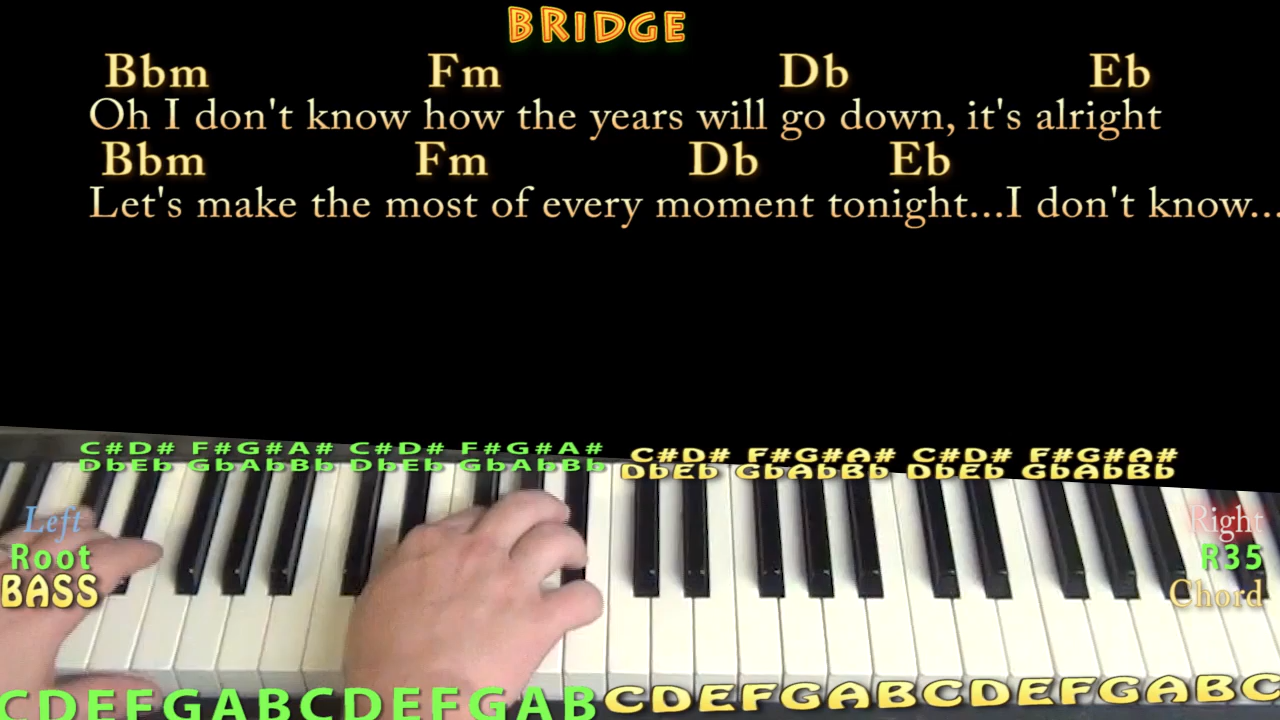 BRIDGE
Bbm Fm Db Eb
Oh I don't know how the years will go down, it's alright
Bbm Fm Db Eb
Let's make the most of every moment tonight...I don't know...
C#D# F#G#A# C#D# F#G#A# C#D# F#G#A# C#D# F#G#A#
DbEb GbAbBb DbEb GbAbBb DbEb GbAbBb DbEb GbAbBb
Left
Root
BASS
Right
R35
Chord
CDEFGABCDEFGABCDEFGABCDEFGABC